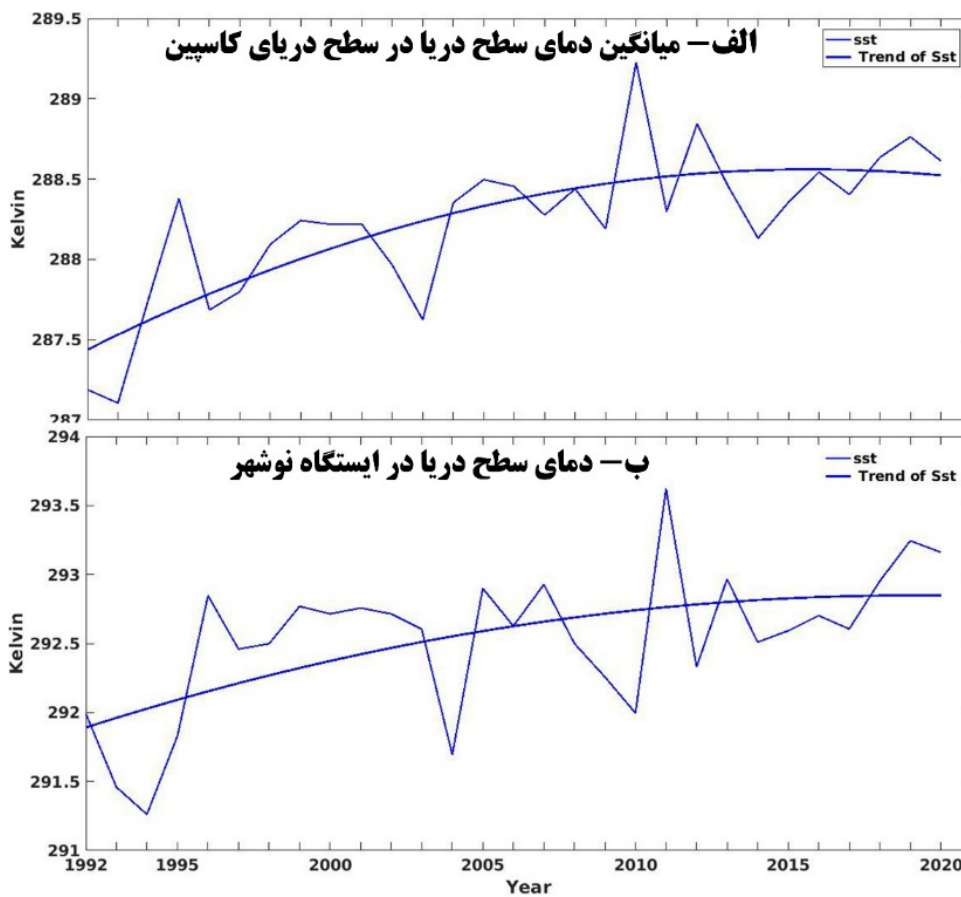 الف- میانگین دمای سطح دریا در سطح دریای کاسپین
sst
Trend of Sst
289.5
289
288.5
288
287.5
287
Kelvin
ب- دمای سطح دریا در ایستگاه نوشهر
sst
Trend of Sst
294
293.5
293
292.5
292
291.5
291
Kelvin
1992 1995 2000 2005 2010 2015 2020
Year